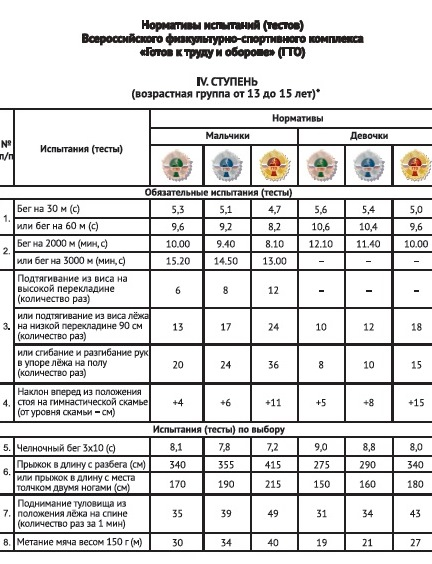 Нормативы испытаний (тестов)
Всероссийского физкультурно-спортивного комплекса
«Готов к труду и обороне» (ГТО)
IV. СТУПЕНЬ
(возрастная группа от 13 до 15 лет)*
№ п/п Испытания (тесты) Нормативы
Мальчики Девочки
Обязательные испытания (тесты)
1. Бег на 30 м (с) 5,3 5,1 4,7 5,6 5,4 5,0
или бег на 60 м (с) 9,6 9,2 8,2 10,6 10,4 9,6
2. Бег на 2000 м (мин, с) 10.00 9.40 8.10 12.10 11.40 10.00
или бег на 3000 м (мин, с) 15.20 14.50 13.00 – – –
3. Подтягивание из виса на
высокой перекладине
(количество раз) 6 8 12 – – –
или подтягивание из виса лёжа
на низкой перекладине 90 см
(количество раз) 13 17 24 10 12 18
или сгибание и разгибание рук
в упоре лёжа на полу
(количество раз) 20 24 36 8 10 15
4. Наклон вперед из положения
стоя на гимнастической скамье
(от уровня скамьи – см) +4 +6 +11 +5 +8 +15
Испытания (тесты) по выбору
5. Челночный бег 3х10 (с) 8,1 7,8 7,2 9,0 8,8 8,0
6. Прыжок в длину с разбега (см) 340 355 415 275 290 340
или прыжок в длину с места
толчком двумя ногами (см) 170 190 215 150 160 180
7. Поднимание туловища из
положения лёжа на спине
(количество раз за 1 мин) 35 39 49 31 34 43
8. Метание мяча весом 150 г (м) 30 34 40 19 21 27